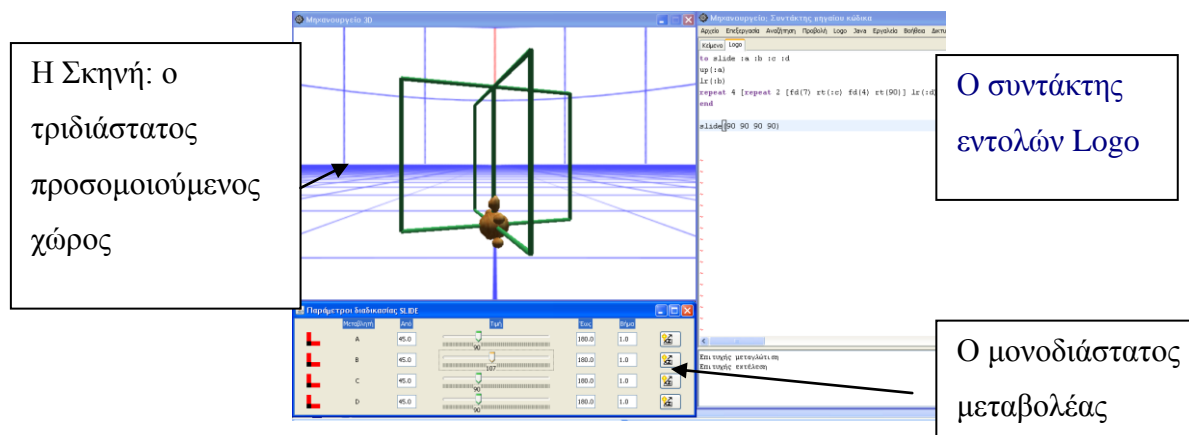 Η Σκηνή: ο
τριδιάστατος
προσομοιούμενος
χώρος
Μηχανουργείο 3D
Μηχανουργείο: Συντάκτης πηγαίου κώδικα
Αρχείο Επεξεργασία Αναζήτηση Προβολή Logo Java Εργαλεία Βοήθεια
Κείμενα Logo
to slide :a :b :c :d
up(:a)
lr(:b)
repeat 4 [repeat 2 [fd(7) rt(:c) fd(4) rt(90)] lr(:d)
end
slide(90 90 90 90)
Ο συντάκτης
εντολών Logo
Παράμετροι διαδικασίας SLIDE
Μεταβλητή Από Τιμή Έως Βήμα
A 45.0 90 180.0 1.0
B 45.0 107 180.0 1.0
C 45.0 90 180.0 1.0
D 45.0 90 180.0 1.0
Επιτυχής μεταγλώτιση
Επιτυχής εκτέλεση
Ο μονοδιάστατος
μεταβολέας